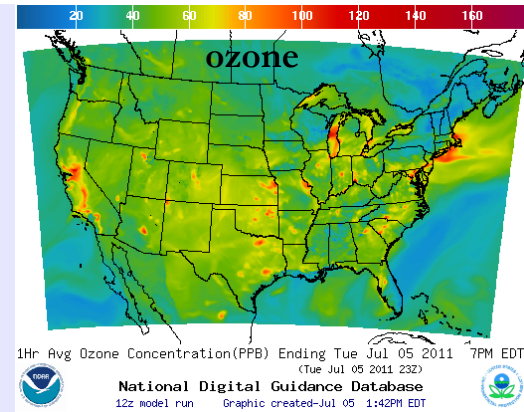 20 40 60 80 100 120 140 160
ozone
1Hr Avg Ozone Concentration(PPB) Ending Tue Jul 05 2011 7PM EDT
(Tue Jul 05 2011 23Z)
National Digital Guidance Database
12z model run Graphic created-Jul 05 1:42PM EDT
NOAA